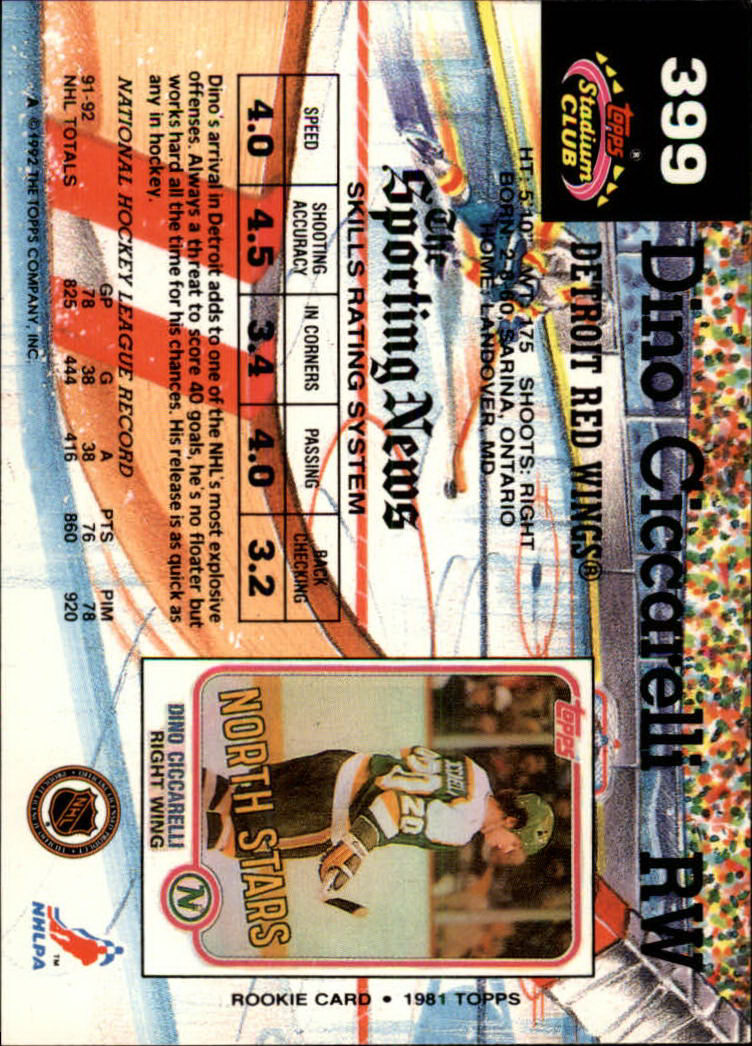 399
TOPPS®
Stadium
CLUB
Dino Ciccarelli RW
DETROIT RED WINGS®
HT: 5'10" WT: 175 SHOOTS: RIGHT
BORN: 2-8-60, SARINA, ONTARIO
HOME: LANDOVER, MD
The
Sporting News
SKILLS RATING SYSTEM
SPEED SHOOTING ACCURACY IN CORNERS PASSING BACK CHECKING
4.0 4.5 3.4 4.0 3.2
Dino's arrival in Detroit adds to one of the NHL's most explosive
offenses. Always a threat to score 40 goals, he's no floater but
works hard all the time for his chances. His release is as quick as
any in hockey.
NATIONAL HOCKEY LEAGUE RECORD
GP G A PTS PIM
91-92 78 38 38 76 78
NHL TOTALS 825 444 416 860 920
A ©1992 THE TOPPS COMPANY, INC.
topps
20
NORTH STARS
DINO CICCARELLI
RIGHT WING
N
ROOKIE CARD • 1981 TOPPS
NHL
NHLPA™